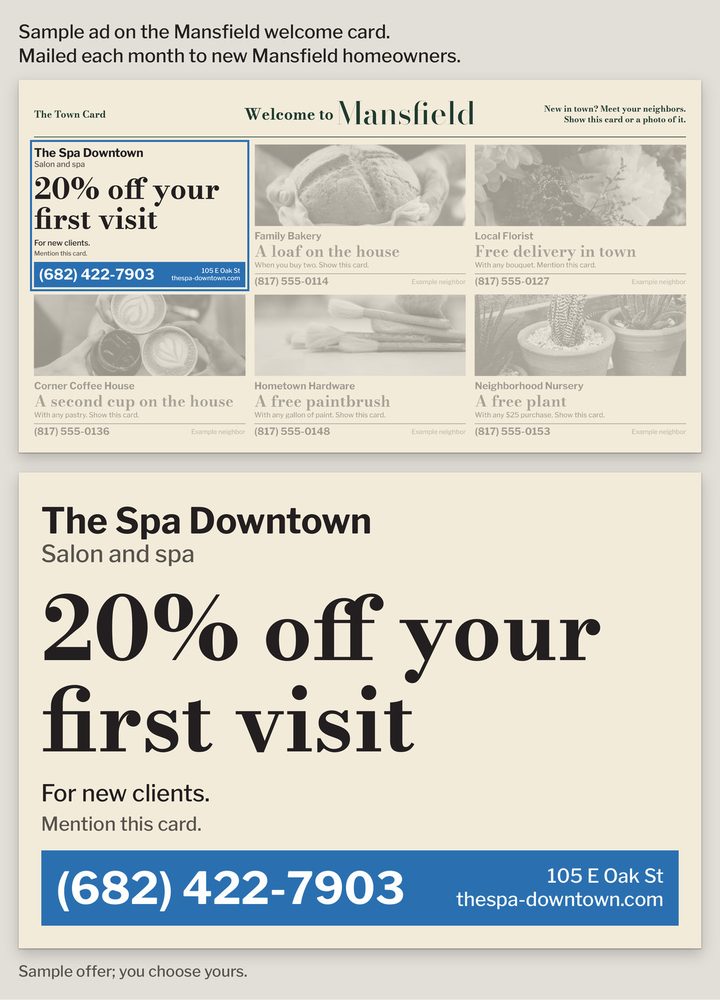 Sample ad on the Mansfield welcome card.
Mailed each month to new Mansfield homeowners.
The Town Card
Welcome to Mansfield
New in town? Meet your neighbors.
Show this card or a photo of it.
The Spa Downtown
Salon and spa
20% off your
first visit
For new clients.
Mention this card.
(682) 422-7903
105 E Oak St
thespa-downtown.com
Family Bakery
A loaf on the house
When you buy two. Show this card.
(817) 555-0114
Example neighbor
Local Florist
Free delivery in town
With any bouquet. Mention this card.
(817) 555-0127
Example neighbor
Corner Coffee House
A second cup on the house
With any pastry. Show this card.
(817) 555-0136
Example neighbor
Hometown Hardware
A free paintbrush
With any gallon of paint. Show this card.
(817) 555-0148
Example neighbor
Neighborhood Nursery
A free plant
With any $25 purchase. Show this card.
(817) 555-0153
Example neighbor
The Spa Downtown
Salon and spa
20% off your
first visit
For new clients.
Mention this card.
(682) 422-7903
105 E Oak St
thespa-downtown.com
Sample offer; you choose yours.